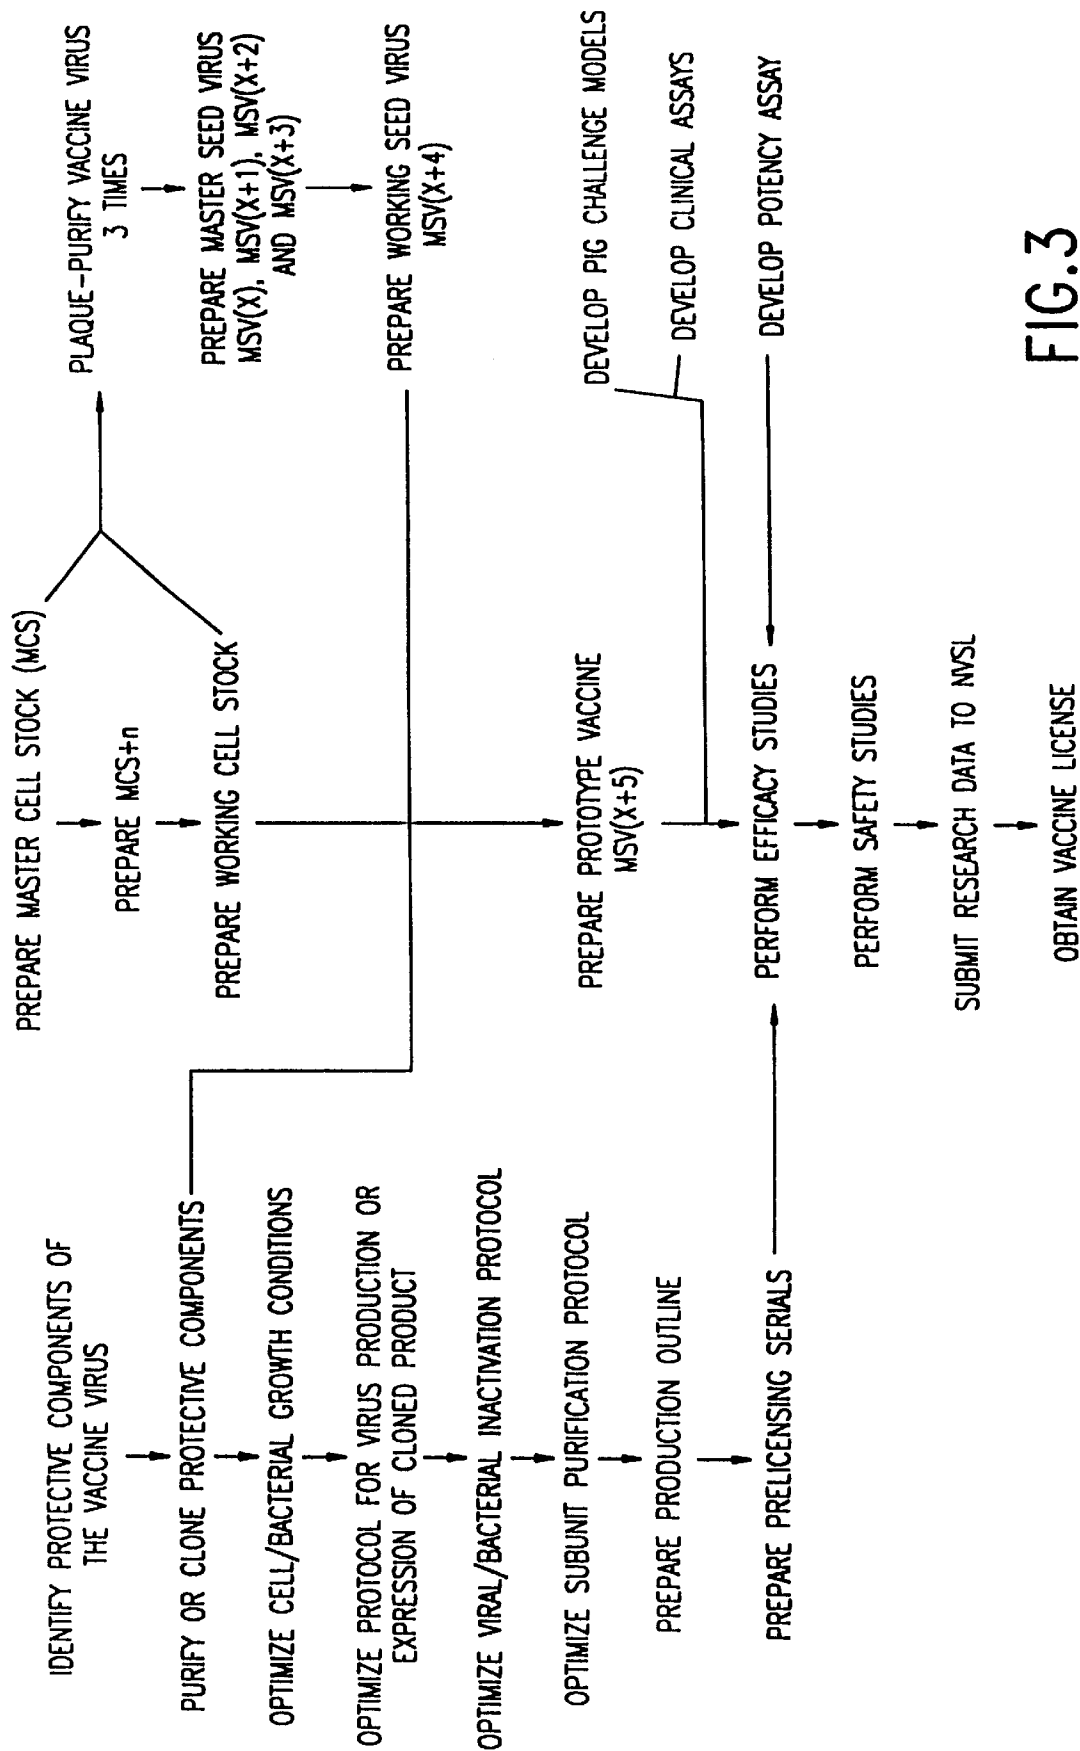 IDENTIFY PROTECTIVE COMPONENTS OF
THE VACCINE VIRUS
PURIFY OR CLONE PROTECTIVE COMPONENTS
OPTIMIZE CELL/BACTERIAL GROWTH CONDITIONS
OPTIMIZE PROTOCOL FOR VIRUS PRODUCTION OR
EXPRESSION OF CLONED PRODUCT
OPTIMIZE VIRAL/BACTERIAL INACTIVATION PROTOCOL
OPTIMIZE SUBUNIT PURIFICATION PROTOCOL
PREPARE PRODUCTION OUTLINE
PREPARE PRELICENSING SERIALS
PREPARE MASTER CELL STOCK (MCS)
PREPARE MCS+n
PREPARE WORKING CELL STOCK
PREPARE PROTOTYPE VACCINE
MSV(X+5)
PERFORM EFFICACY STUDIES
PERFORM SAFETY STUDIES
SUBMIT RESEARCH DATA TO NVSL
OBTAIN VACCINE LICENSE
PLAQUE-PURIFY VACCINE VIRUS
3 TIMES
PREPARE MASTER SEED VIRUS
MSV(X), MSV(X+1), MSV(X+2)
AND MSV(X+3)
PREPARE WORKING SEED VIRUS
MSV(X+4)
DEVELOP PIG CHALLENGE MODELS
DEVELOP CLINICAL ASSAYS
DEVELOP POTENCY ASSAY
FIG.3